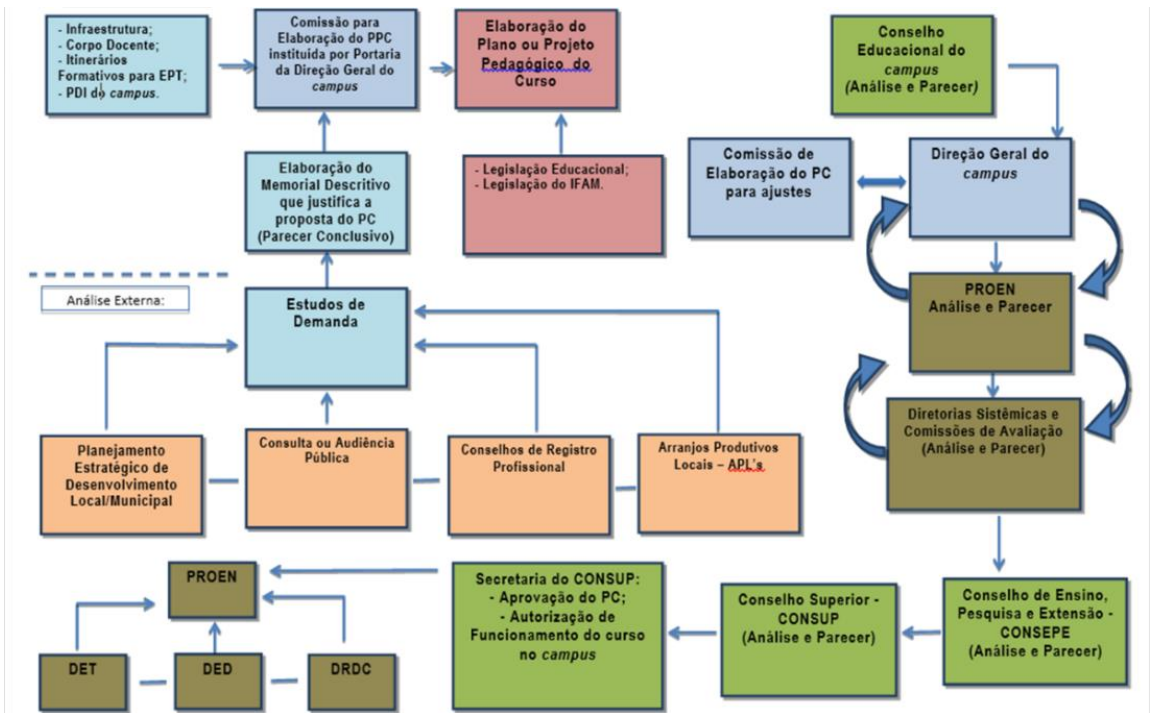 - Infraestrutura;
- Corpo Docente;
- Itinerários
Formativos para EPT;
- PDI do campus.
Comissão para
Elaboração do PPC
instituida por Portaria
da Direção Geral do
campus
Elaboração do
Plano ou Projeto
Pedagógico do
Curso
Conselho
Educacional do
campus
(Análise e Parecer)
Elaboração do
Memorial Descritivo
que justifica a
proposta do PC
(Parecer Conclusivo)
- Legislação Educacional;
- Legislação do IFAM.
Comissão de
Elaboração do PC
para ajustes
Direção Geral do
campus
Análise Externa:
Estudos de
Demanda
PROEN
Análise e Parecer
Planejamento
Estratégico de
Desenvolvimento
Local/Municipal
Consulta ou Audiência
Pública
Conselhos de Registro
Profissional
Arranjos Produtivos
Locais – APL's
Diretorias Sistêmicas e
Comissões de Avaliação
(Análise e Parecer)
PROEN
DET
DED
DRDC
Secretaria do CONSUP:
- Aprovação do PC;
- Autorização de
Funcionamento do curso
no campus
Conselho Superior -
CONSUP
(Análise e Parecer)
Conselho de Ensino,
Pesquisa e Extensão -
CONSEPE
(Análise e Parecer)